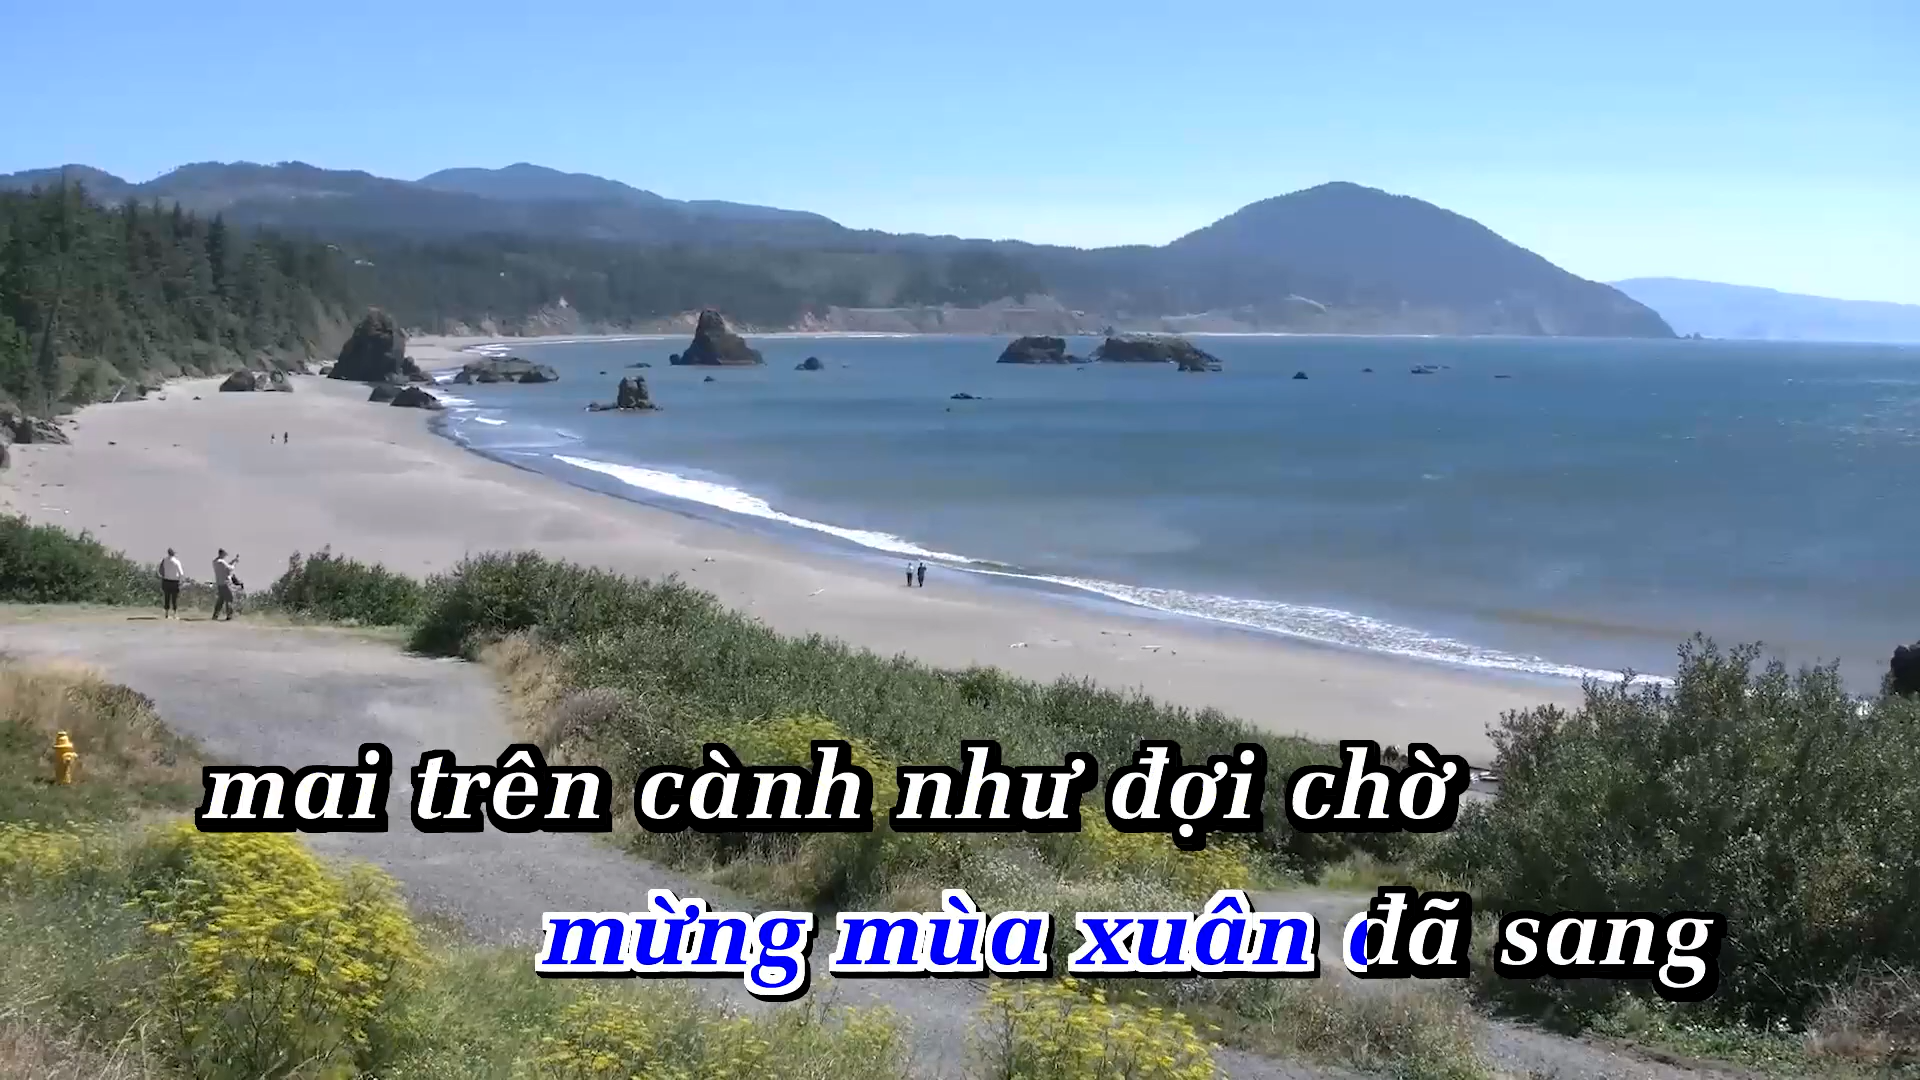 mai trên cành như đợi chờ
mừng mùa xuân đã sang